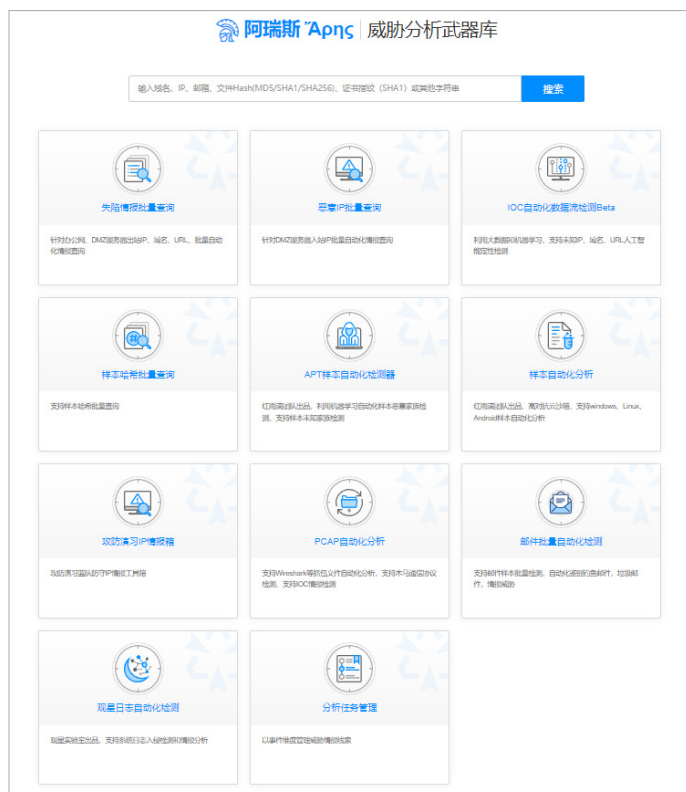 阿瑞斯 Ἄρης 威胁分析武器库
输入域名、IP、邮箱、文件Hash(MD5/SHA1/SHA256)、证书指纹（SHA1）或其他字符串
搜索
失陷情报批量查询
恶意IP批量查询
IOC自动化数据流检测Beta
针对办公网、DMZ服务器出站IP、域名、URL、批量自动
化情报查询
针对DMZ服务器入站IP批量自动化情报查询
利用大数据和机器学习，支持未知IP、域名、URL人工智
能定性检测
样本哈希批量查询
APT样本自动化检测器
样本自动化分析
支持样本哈希批量查询
红雨滴团队出品，利用机器学习自动化样本恶意家族检
测，支持样本未知家族检测
红雨滴团队出品，高对抗云沙箱，支持windows、Linux、
Android样本自动化分析
攻防演习IP情报箱
PCAP自动化分析
邮件批量自动化检测
攻防演习蓝队防守IP情报工具箱
支持Wireshark等抓包文件自动化分析，支持木马通信协议
检测、支持IOC情报检测
支持邮件样本批量检测，自动化鉴别钓鱼邮件，垃圾邮
件，情报威胁
观星日志自动化检测
分析任务管理
观星实验室出品，支持系统日志入侵检测和情报分析
以事件维度管理威胁情报线索